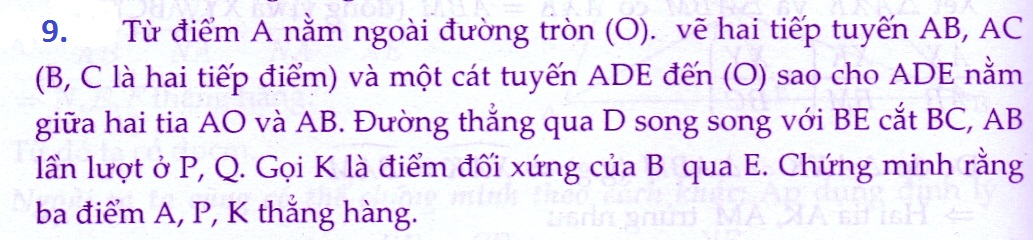 9. Từ điểm A nằm ngoài đường tròn (O). vẽ hai tiếp tuyến AB, AC
(B, C là hai tiếp điểm) và một cát tuyến ADE đến (O) sao cho ADE nằm
giữa hai tia AO và AB. Đường thẳng qua D song song với BE cắt BC, AB
lần lượt ở P, Q. Gọi K là điểm đối xứng của B qua E. Chứng minh rằng
ba điểm A, P, K thẳng hàng.